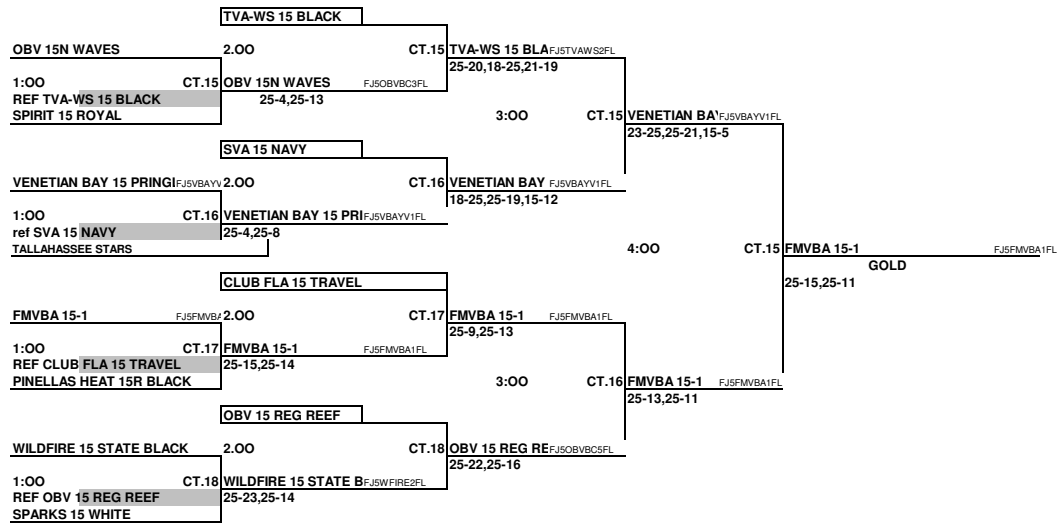 TVA-WS 15 BLACK
OBV 15N WAVES 2.OO CT.15 TVA-WS 15 BLA FJ5TVAWS2FL
25-20,18-25,21-19
1:OO CT.15 OBV 15N WAVES FJ5OBVBC3FL
REF TVA-WS 15 BLACK 25-4,25-13
SPIRIT 15 ROYAL 3:OO CT.15 VENETIAN BA FJ5VBAYV1FL
23-25,25-21,15-5
SVA 15 NAVY
VENETIAN BAY 15 PRINGI FJ5VBAYV 2.OO CT.16 VENETIAN BAY FJ5VBAYV1FL
18-25,25-19,15-12
1:OO CT.16 VENETIAN BAY 15 PRI FJ5VBAYV1FL
ref SVA 15 NAVY 25-4,25-8
TALLAHASSEE STARS 4:OO CT.15 FMVBA 15-1 FJ5FMVBA1FL
GOLD
CLUB FLA 15 TRAVEL 25-15,25-11
FMVBA 15-1 FJ5FMVBA 2.OO CT.17 FMVBA 15-1 FJ5FMVBA1FL
25-9,25-13
1:OO CT.17 FMVBA 15-1 FJ5FMVBA1FL
REF CLUB FLA 15 TRAVEL 25-15,25-14
PINELLAS HEAT 15R BLACK 3:OO CT.16 FMVBA 15-1 FJ5FMVBA1FL
25-13,25-11
OBV 15 REG REEF
WILDFIRE 15 STATE BLACK 2.OO CT.18 OBV 15 REG RE FJ5OBVBC5FL
25-22,25-16
1:OO CT.18 WILDFIRE 15 STATE B FJ5WFIRE2FL
REF OBV 15 REG REEF 25-23,25-14
SPARKS 15 WHITE